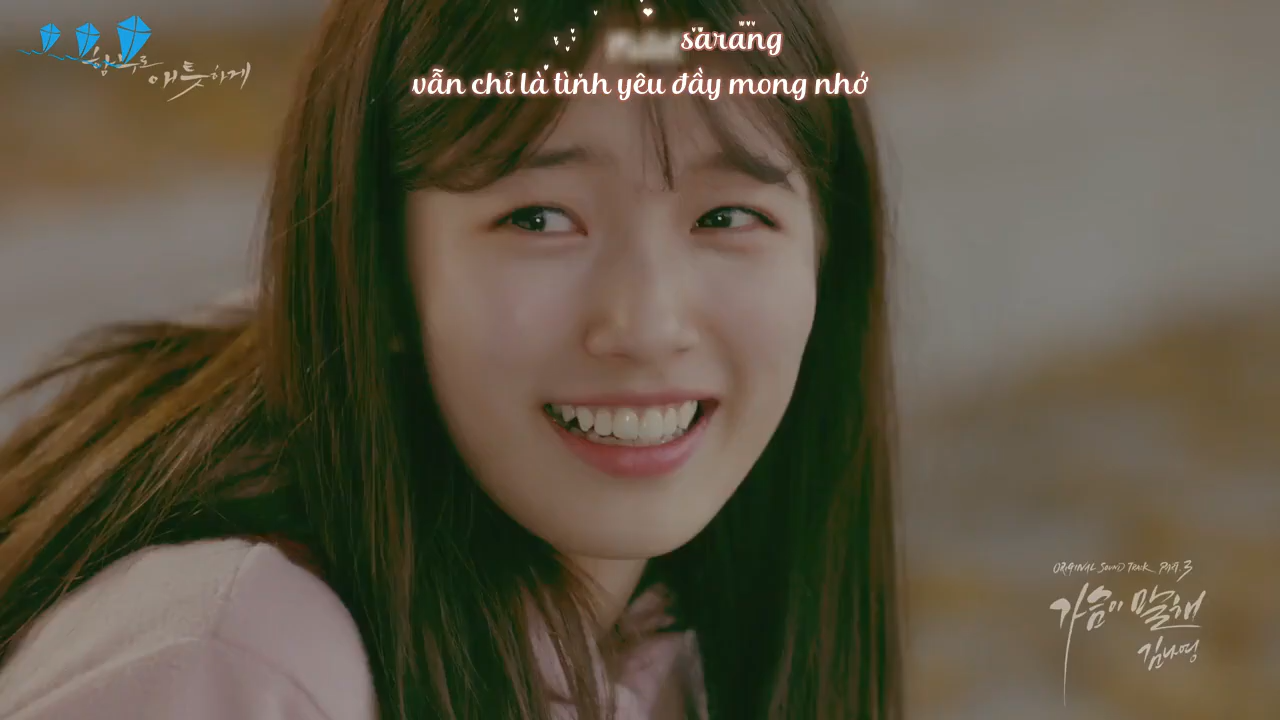 함부로
애틋하게
sarang
vẫn chỉ là tình yêu đầy mong nhớ
ORIGINAL SOUND TRACK PART.3
가슴이 말해
김나영